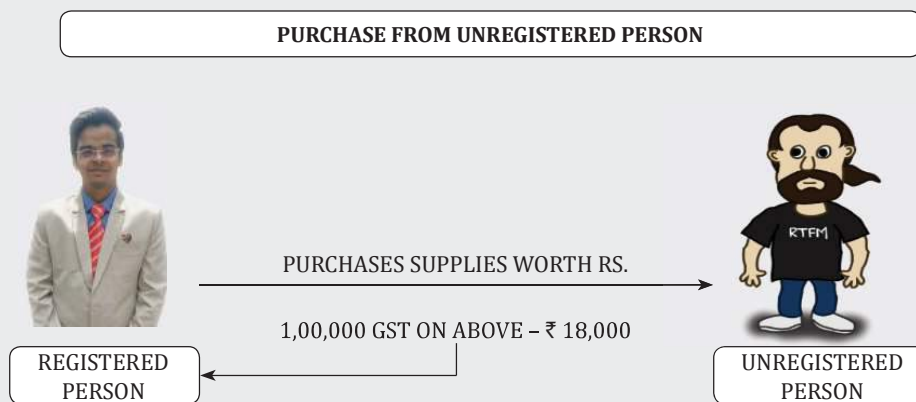 PURCHASE FROM UNREGISTERED PERSON
RTFM
PURCHASES SUPPLIES WORTH RS.
1,00,000 GST ON ABOVE – ₹ 18,000
REGISTERED
PERSON
UNREGISTERED
PERSON